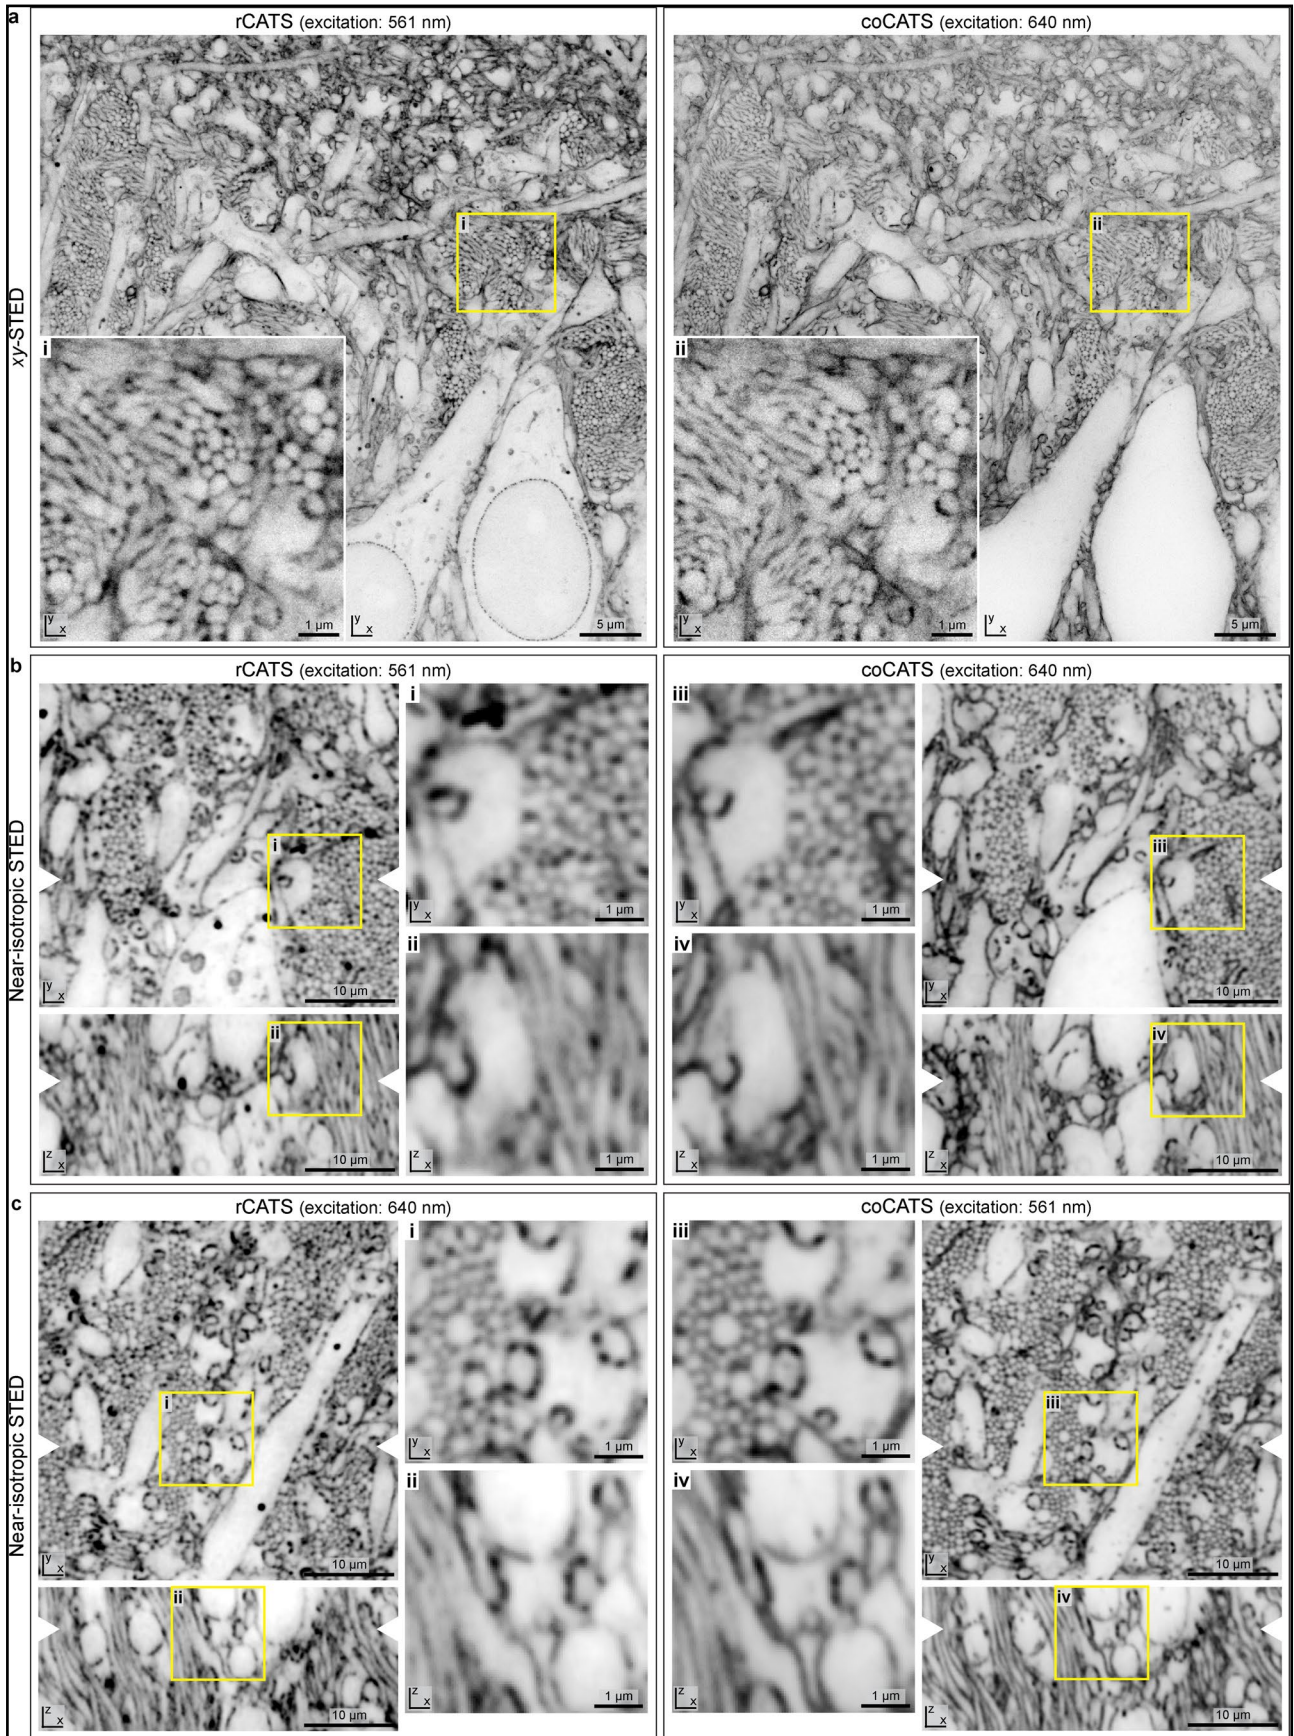 a
rCATS (excitation: 561 nm)
coCATS (excitation: 640 nm)
xy-STED
i
ii
i
ii
y
x
1 µm
y
x
5 µm
y
x
1 µm
y
x
5 µm
b
rCATS (excitation: 561 nm)
coCATS (excitation: 640 nm)
Near-isotropic STED
i
iii
i
iii
y
x
10 µm
y
x
1 µm
y
x
1 µm
y
x
10 µm
ii
iv
ii
iv
z
x
10 µm
z
x
1 µm
z
x
1 µm
z
x
10 µm
c
rCATS (excitation: 640 nm)
coCATS (excitation: 561 nm)
Near-isotropic STED
i
iii
i
iii
y
x
10 µm
y
x
1 µm
y
x
1 µm
y
x
10 µm
ii
iv
ii
iv
z
x
10 µm
z
x
1 µm
z
x
1 µm
z
x
10 µm